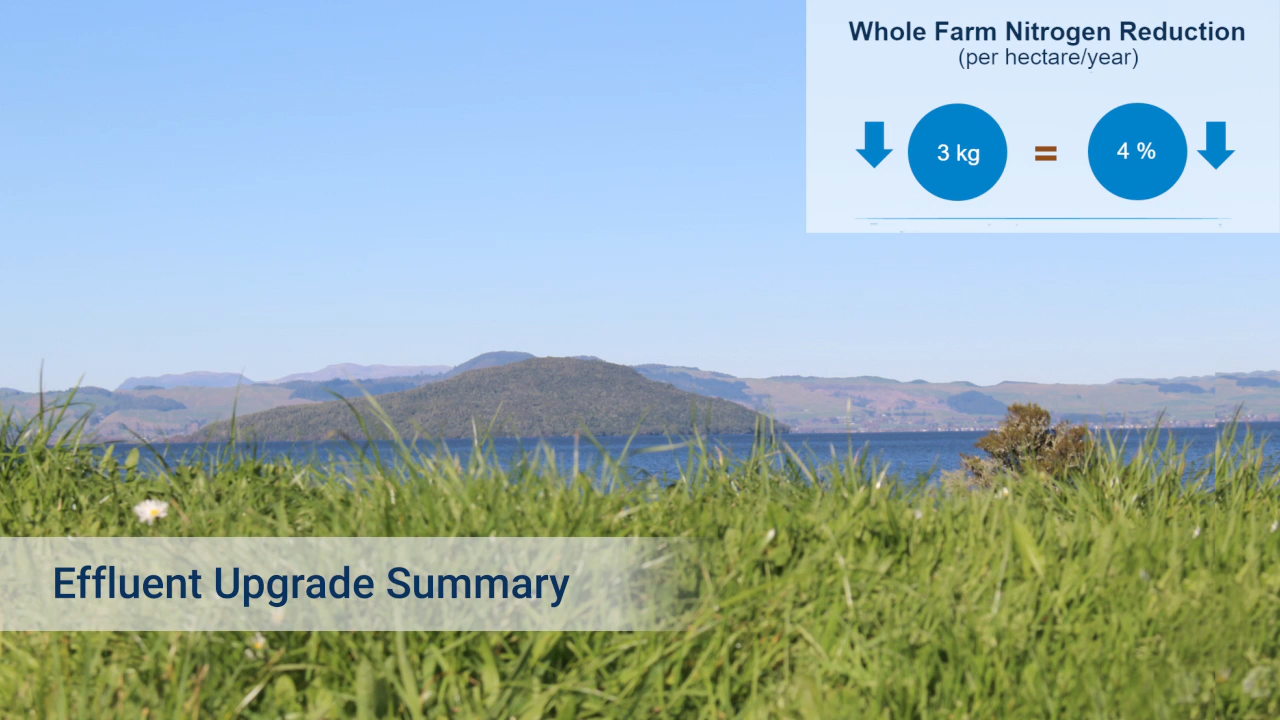 Whole Farm Nitrogen Reduction
(per hectare/year)
3 kg = 4 %
Effluent Upgrade Summary